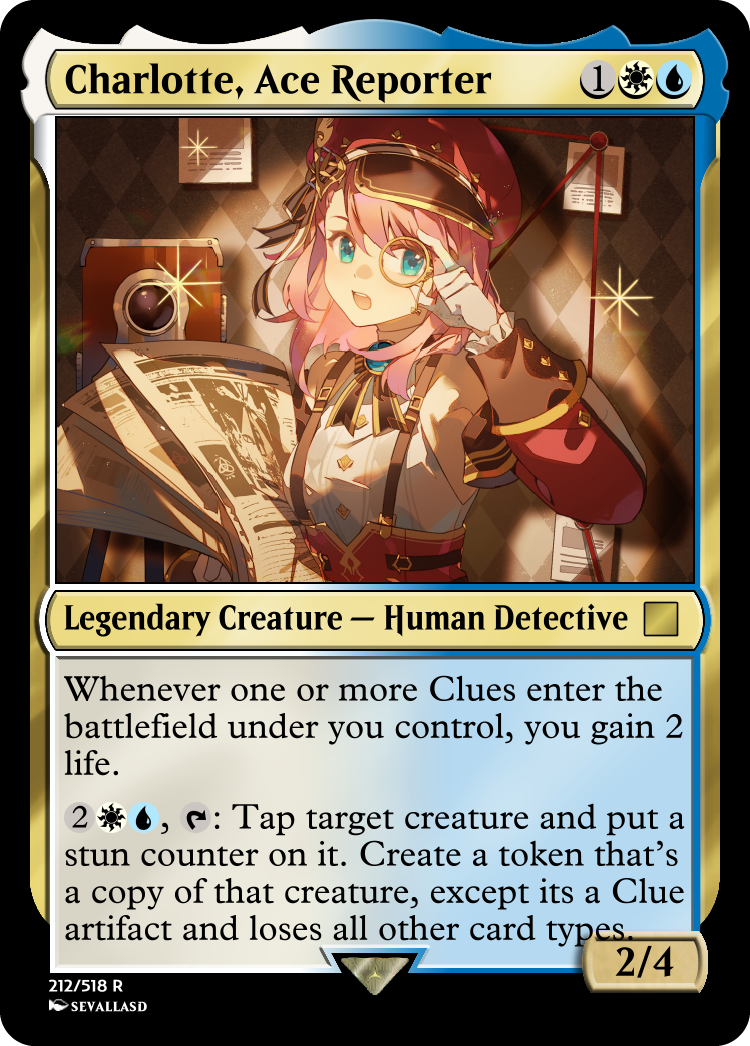 Charlotte, Ace Reporter 1
Legendary Creature — Human Detective
Whenever one or more Clues enter the
battlefield under you control, you gain 2
life.
2 , : Tap target creature and put a
stun counter on it. Create a token that's
a copy of that creature, except its a Clue
artifact and loses all other card types.
2/4
212/518 R
SEVALLASD